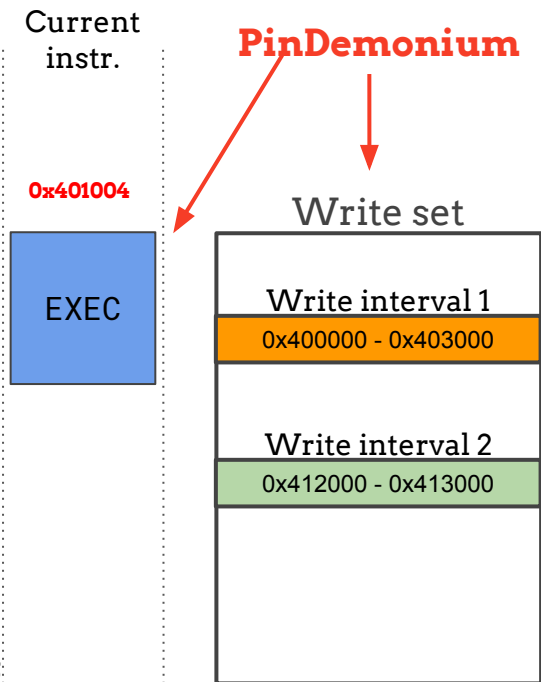 Current
instr.
PinDemonium
0x401004
Write set
EXEC
Write interval 1
0x400000 - 0x403000
Write interval 2
0x412000 - 0x413000